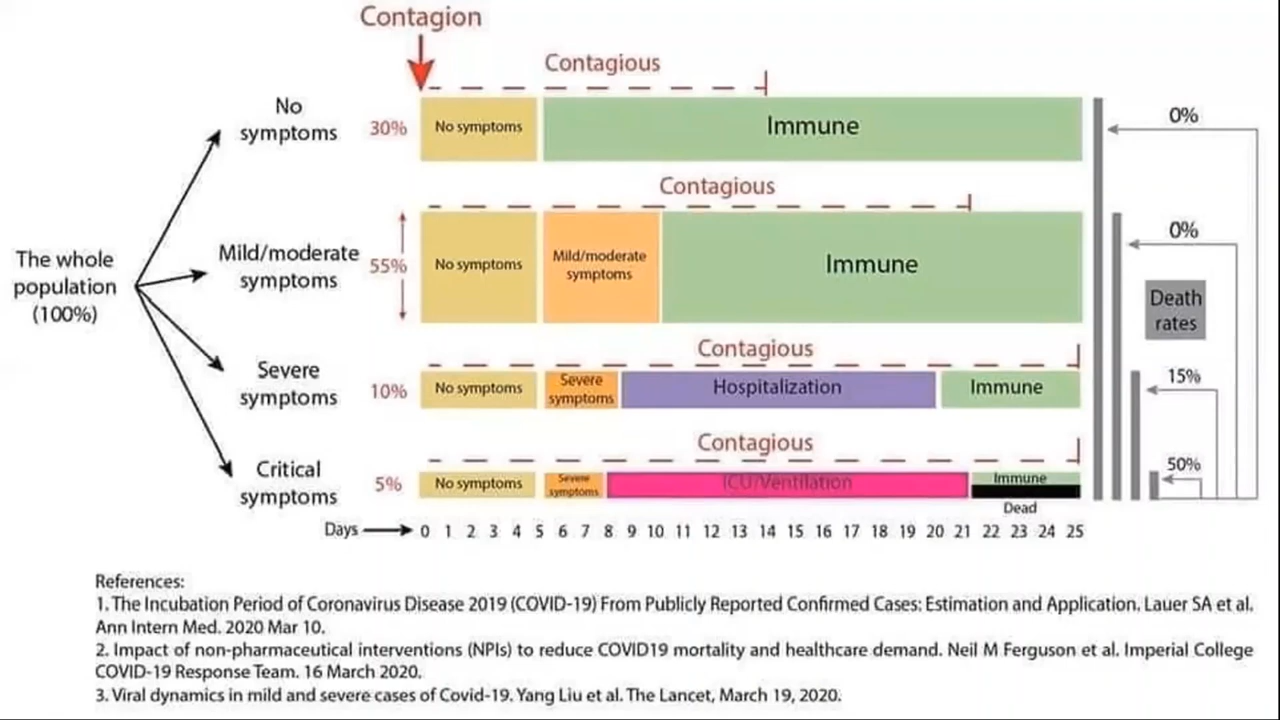 Contagion
Contagious
No
symptoms
30%
No symptoms
Immune
0%
Contagious
Mild/moderate
symptoms
55%
No symptoms
Mild/moderate
symptoms
Immune
0%
The whole
population
(100%)
Death
rates
Contagious
Severe
symptoms
10%
No symptoms
Severe
symptoms
Hospitalization
Immune
15%
Contagious
Critical
symptoms
5%
No symptoms
Severe
symptoms
ICU/Ventilation
Immune
Dead
50%
Days 0 1 2 3 4 5 6 7 8 9 10 11 12 13 14 15 16 17 18 19 20 21 22 23 24 25
References:
1. The Incubation Period of Coronavirus Disease 2019 (COVID-19) From Publicly Reported Confirmed Cases: Estimation and Application. Lauer SA et al.
Ann Intern Med. 2020 Mar 10.
2. Impact of non-pharmaceutical interventions (NPIs) to reduce COVID19 mortality and healthcare demand. Neil M Ferguson et al. Imperial College
COVID-19 Response Team. 16 March 2020.
3. Viral dynamics in mild and severe cases of Covid-19. Yang Liu et al. The Lancet, March 19, 2020.